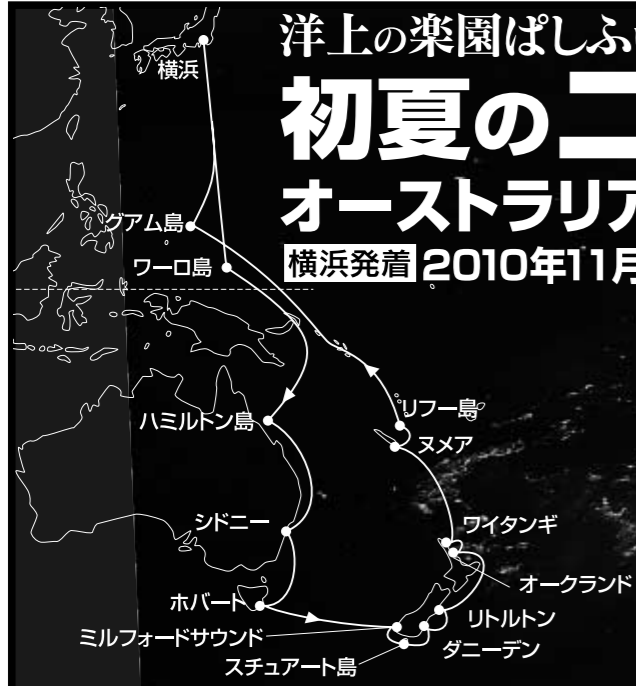 洋上の楽園ぱしふ
初夏のニ
オーストラリア
横浜発着 2010年11月
横浜
グアム島
ワーロ島
ハミルトン島
リフー島
ヌメア
シドニー
ワイタンギ
オークランド
ホバート
リトルトン
ミルフォードサウンド
ダニーデン
スチュアート島